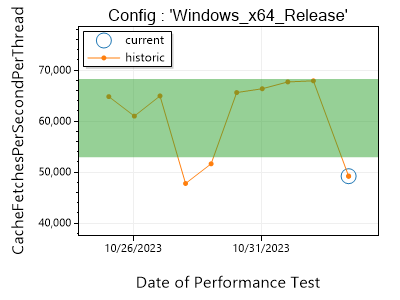 Config : 'Windows_x64_Release'
CacheFetchesPerSecondPerThread
current
historic
70,000
60,000
50,000
40,000
10/26/2023
10/31/2023
Date of Performance Test